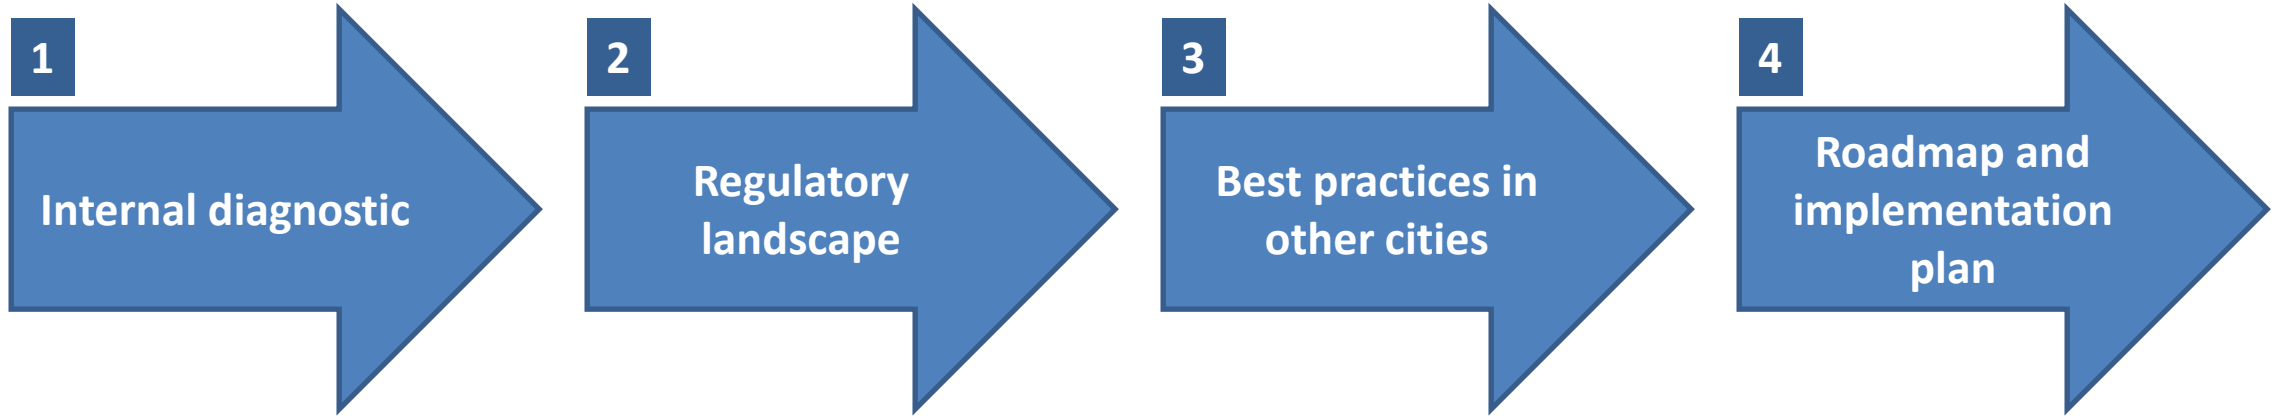 1
Internal diagnostic
2
Regulatory
landscape
3
Best practices in
other cities
4
Roadmap and
implementation
plan